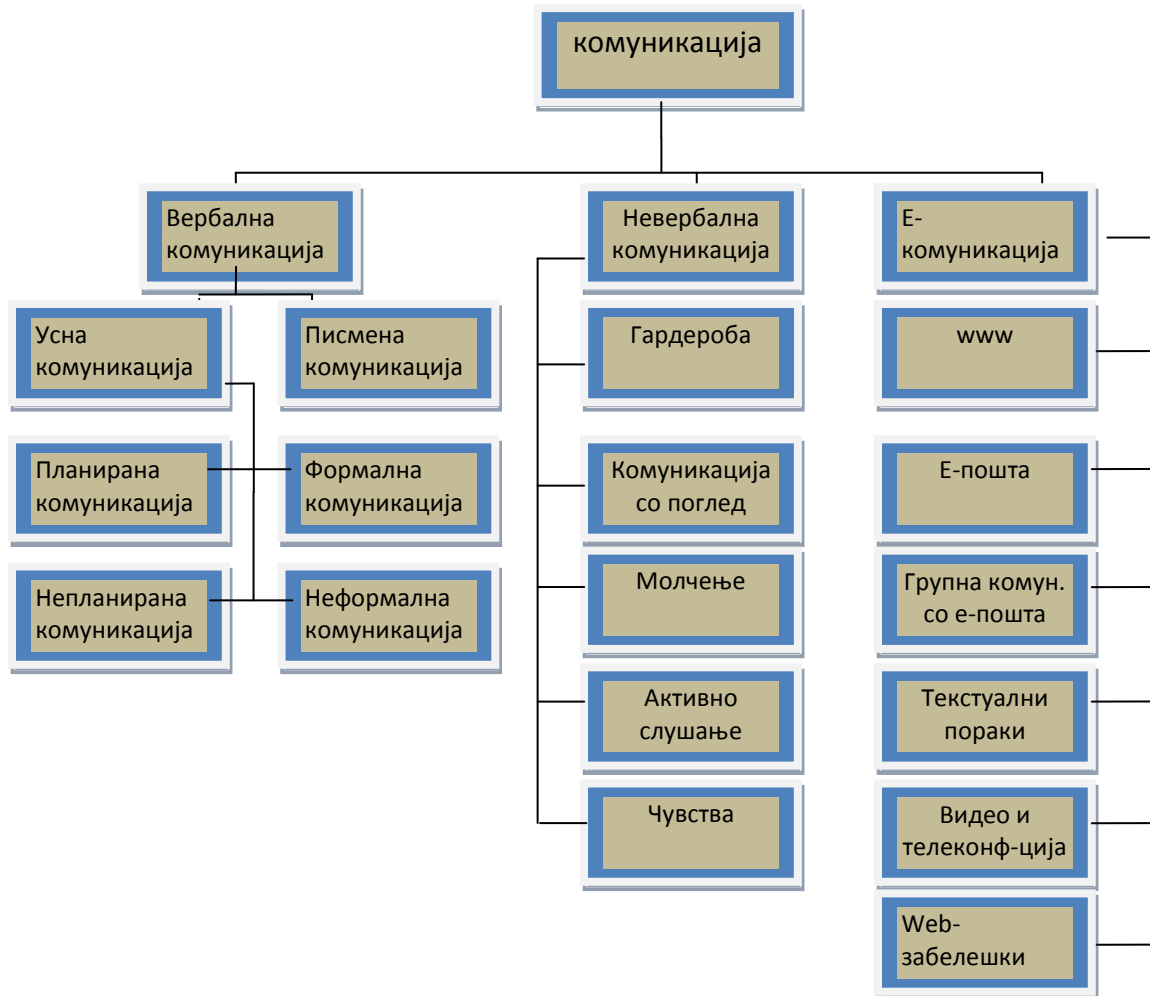 комуникација
Вербална
комуникација
Невербална
комуникација
Е-
комуникација
Усна
комуникација
Писмена
комуникација
Гардероба
www
Планирана
комуникација
Формална
комуникација
Комуникација
со поглед
Е-пошта
Непланирана
комуникација
Неформална
комуникација
Молчење
Групна комун.
со е-пошта
Активно
слушање
Текстуални
пораки
Чувства
Видео и
телеконф-ција
Web-
забелешки